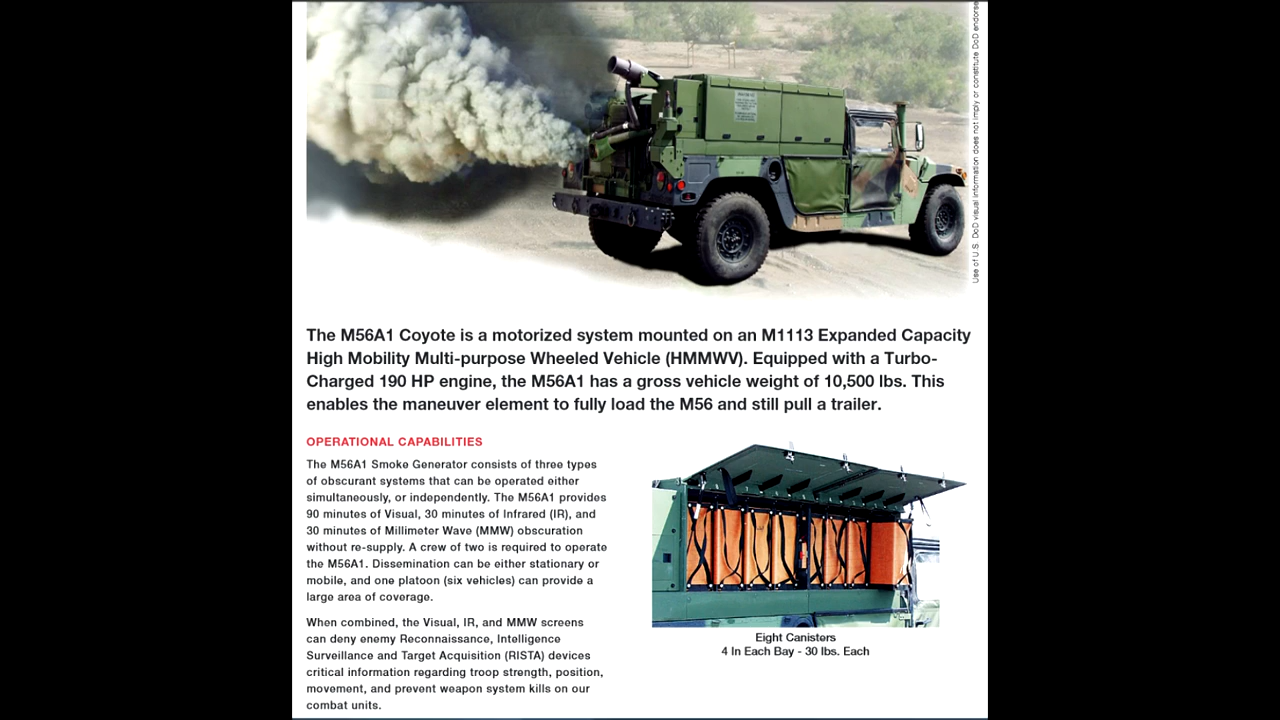 Use of U.S. DoD visual information does not imply or constitute DoD endorse
The M56A1 Coyote is a motorized system mounted on an M1113 Expanded Capacity
High Mobility Multi-purpose Wheeled Vehicle (HMMWV). Equipped with a Turbo-
Charged 190 HP engine, the M56A1 has a gross vehicle weight of 10,500 lbs. This
enables the maneuver element to fully load the M56 and still pull a trailer.
OPERATIONAL CAPABILITIES
The M56A1 Smoke Generator consists of three types
of obscurant systems that can be operated either
simultaneously, or independently. The M56A1 provides
90 minutes of Visual, 30 minutes of Infrared (IR), and
30 minutes of Millimeter Wave (MMW) obscuration
without re-supply. A crew of two is required to operate
the M56A1. Dissemination can be either stationary or
mobile, and one platoon (six vehicles) can provide a
large area of coverage.
When combined, the Visual, IR, and MMW screens
can deny enemy Reconnaissance, Intelligence
Surveillance and Target Acquisition (RISTA) devices
critical information regarding troop strength, position,
movement, and prevent weapon system kills on our
combat units.
Eight Canisters
4 In Each Bay - 30 lbs. Each